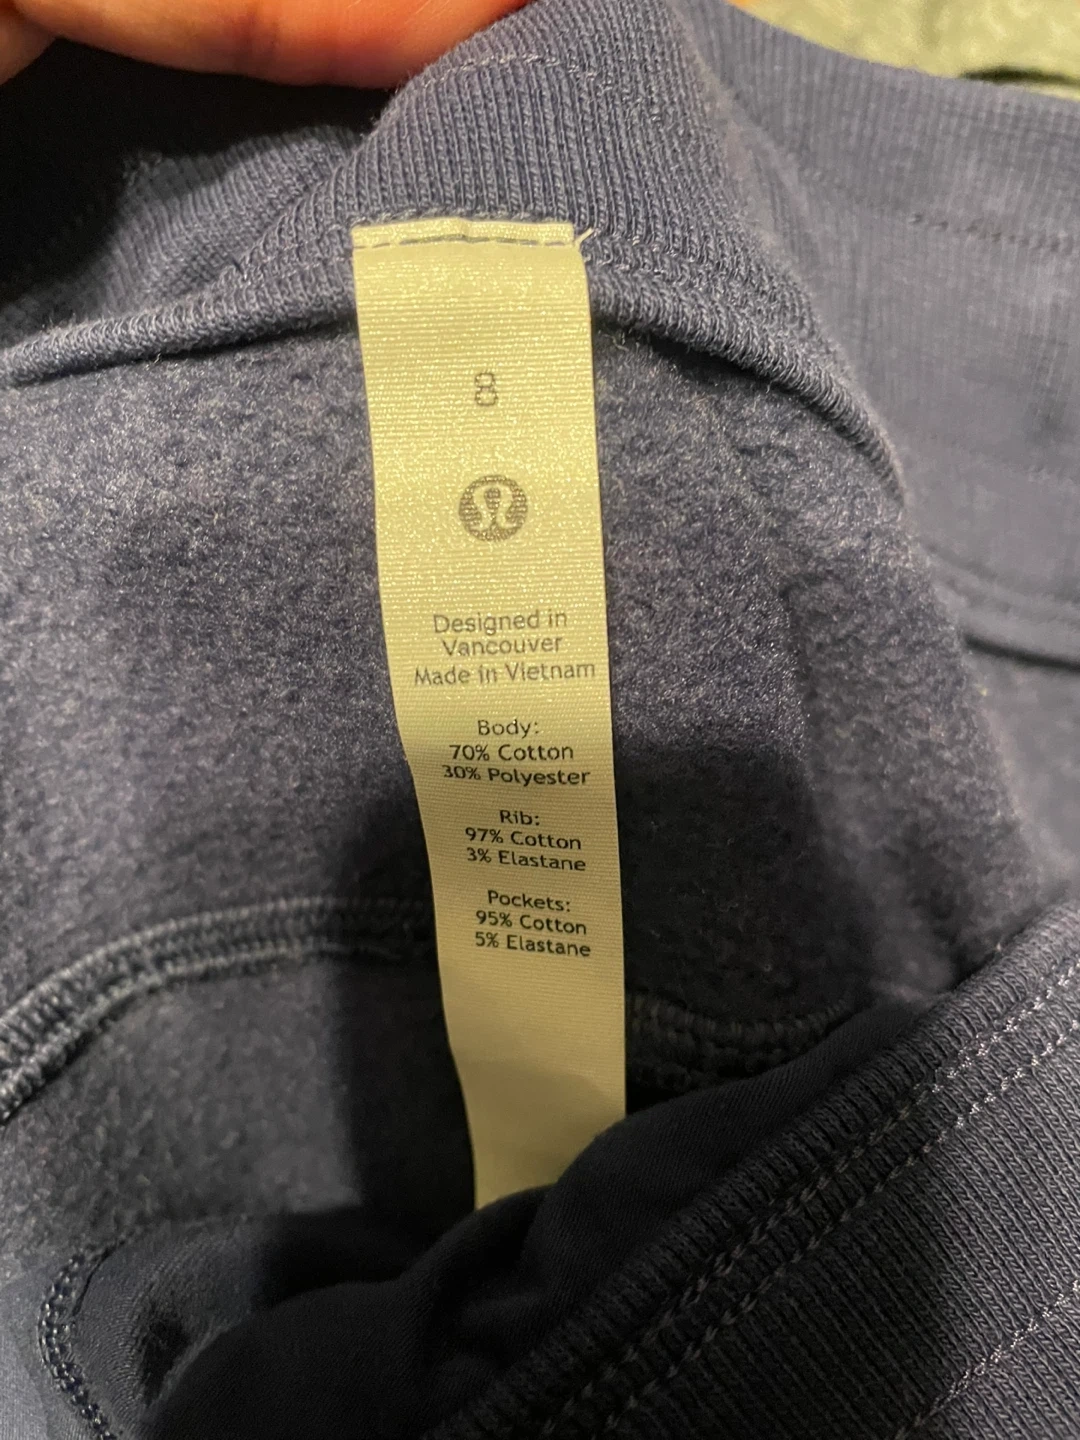 8
Designed in
Vancouver
Made in Vietnam
Body:
70% Cotton
30% Polyester
Rib:
97% Cotton
3% Elastane
Pockets:
95% Cotton
5% Elastane